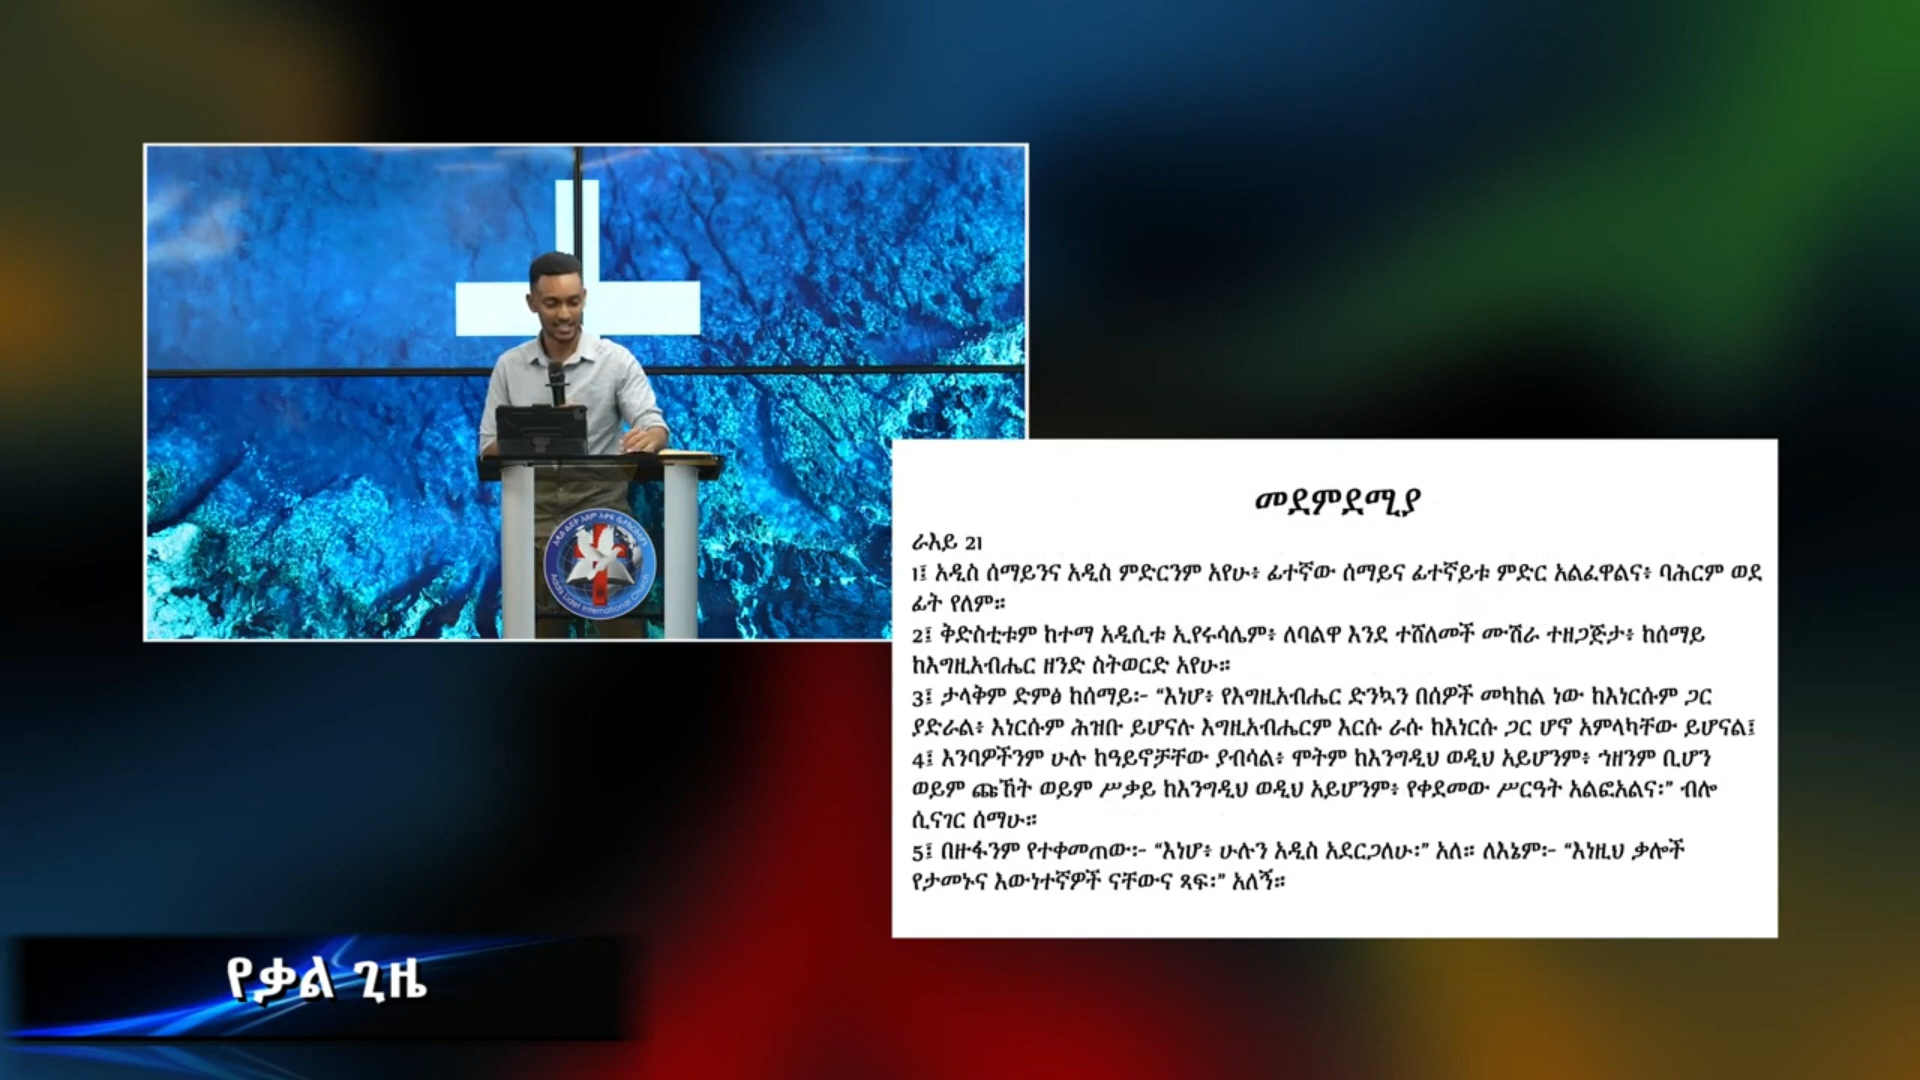 Addis Lidet International Church
መደምደሚያ
ራእይ 21
1፤ አዲስ ሰማይንና አዲስ ምድርንም አየሁ፥ ፊተኛው ሰማይና ፊተኛይቱ ምድር አልፈዋልና፥ ባሕርም ወደ
ፊት የለም።
2፤ ቅድስቲቱም ከተማ አዲሲቱ ኢየሩሳሌም፥ ለባልዋ እንደ ተሸለመች ሙሽራ ተዘጋጅታ፥ ከሰማይ
ከእግዚአብሔር ዘንድ ስትወርድ አየሁ።
3፤ ታላቅም ድምፅ ከሰማይ፡- “እነሆ፥ የእግዚአብሔር ድንኳን በሰዎች መካከል ነው ከእነርሱም ጋር
ያድራል፥ እነርሱም ሕዝቡ ይሆናሉ እግዚአብሔርም እርሱ ራሱ ከእነርሱ ጋር ሆኖ አምላካቸው ይሆናል፤
4፤ እንባዎችንም ሁሉ ከዓይኖቻቸው ያብሳል፥ ሞትም ከእንግዲህ ወዲህ አይሆንም፥ ኀዘንም ቢሆን
ወይም ጩኸት ወይም ሥቃይ ከእንግዲህ ወዲህ አይሆንም፥ የቀደመው ሥርዓት አልፎአልና፡” ብሎ
ሲናገር ሰማሁ።
5፤ በዙፋንም የተቀመጠው፡- “እነሆ፥ ሁሉን አዲስ አደርጋለሁ፡” አለ። ለእኔም፡- “እነዚህ ቃሎች
የታመኑና እውነተኛዎች ናቸውና ጻፍ፡” አለኝ።
የቃል ጊዜ